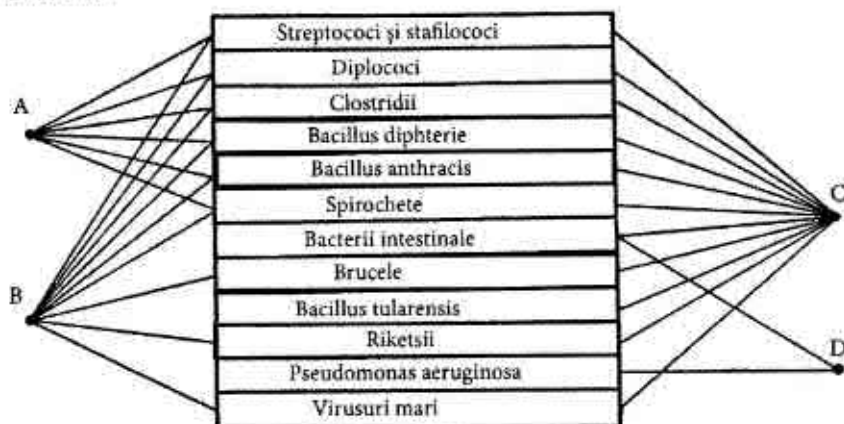 Streptococi şi stafilococi
Diplococi
A
Clostridii
Bacillus diphterie
Bacillus anthracis
Spirochete
C
Bacterii intestinale
B
Brucele
Bacillus tularensis
Riketsii
D
Pseudomonas aeruginosa
Virusuri mari